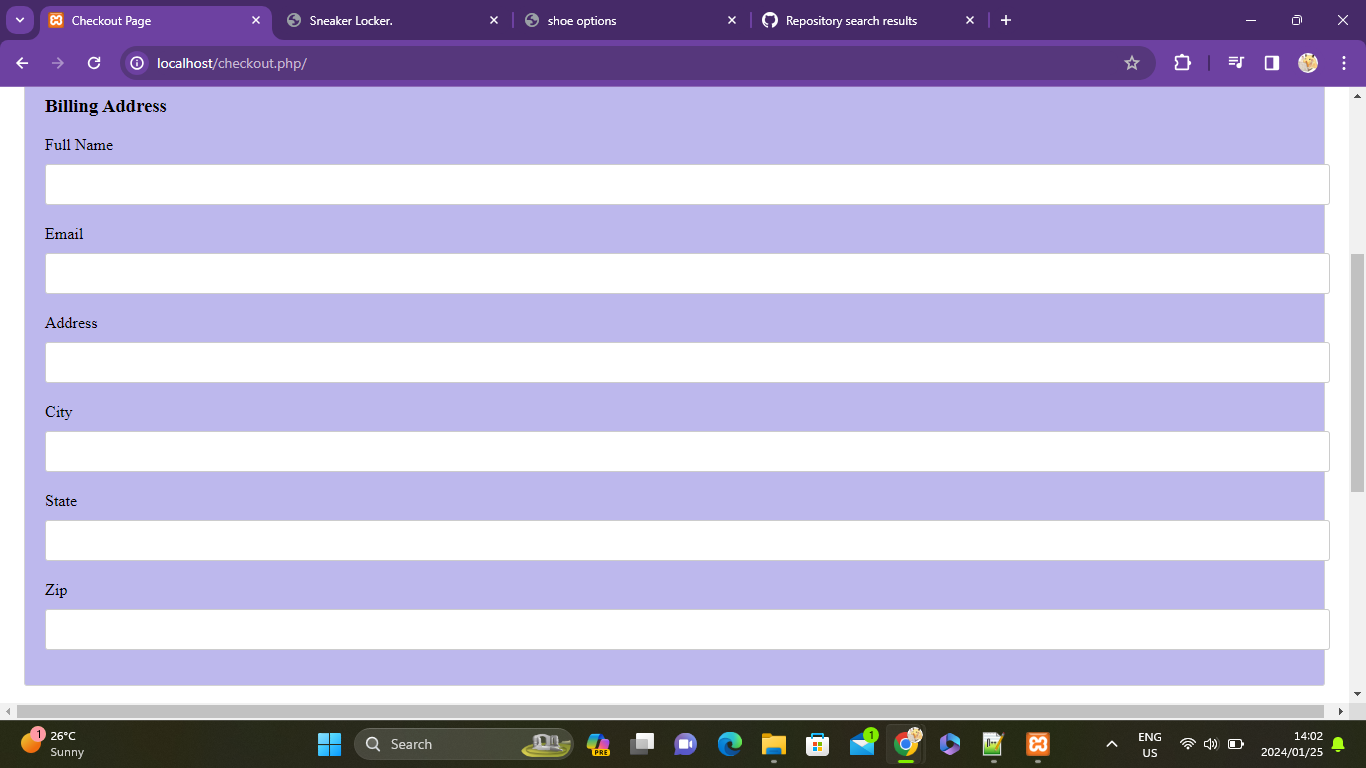 Checkout Page
Sneaker Locker.
shoe options
Repository search results
localhost/checkout.php/
Billing Address
Full Name
Email
Address
City
State
Zip
1
26°C
Sunny
Search
PRE
1
ENG
US
14:02
2024/01/25